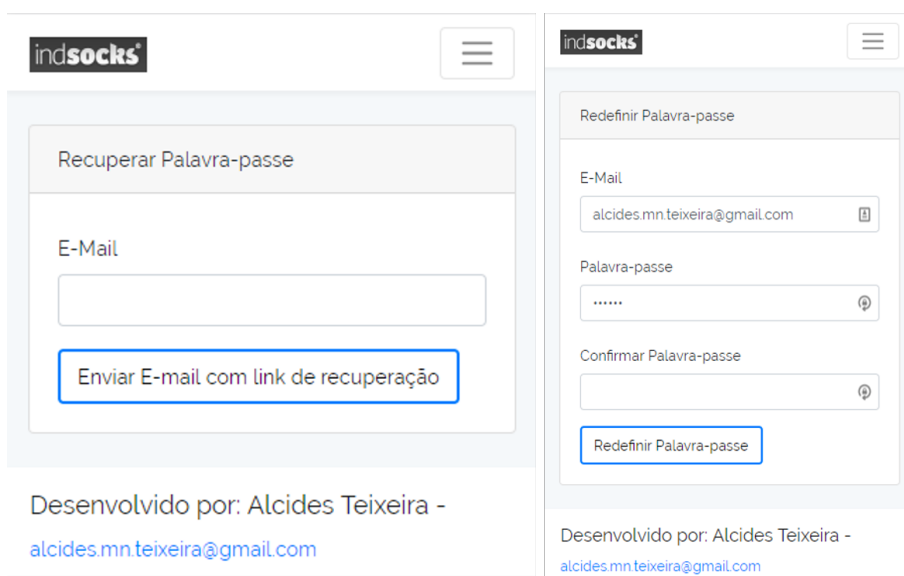 indsocks®
Recuperar Palavra-passe
E-Mail
Enviar E-mail com link de recuperação
Desenvolvido por: Alcides Teixeira -
alcides.mn.teixeira@gmail.com
indsocks®
Redefinir Palavra-passe
E-Mail
alcides.mn.teixeira@gmail.com
Palavra-passe
••••••
Confirmar Palavra-passe
Redefinir Palavra-passe
Desenvolvido por: Alcides Teixeira -
alcides.mn.teixeira@gmail.com